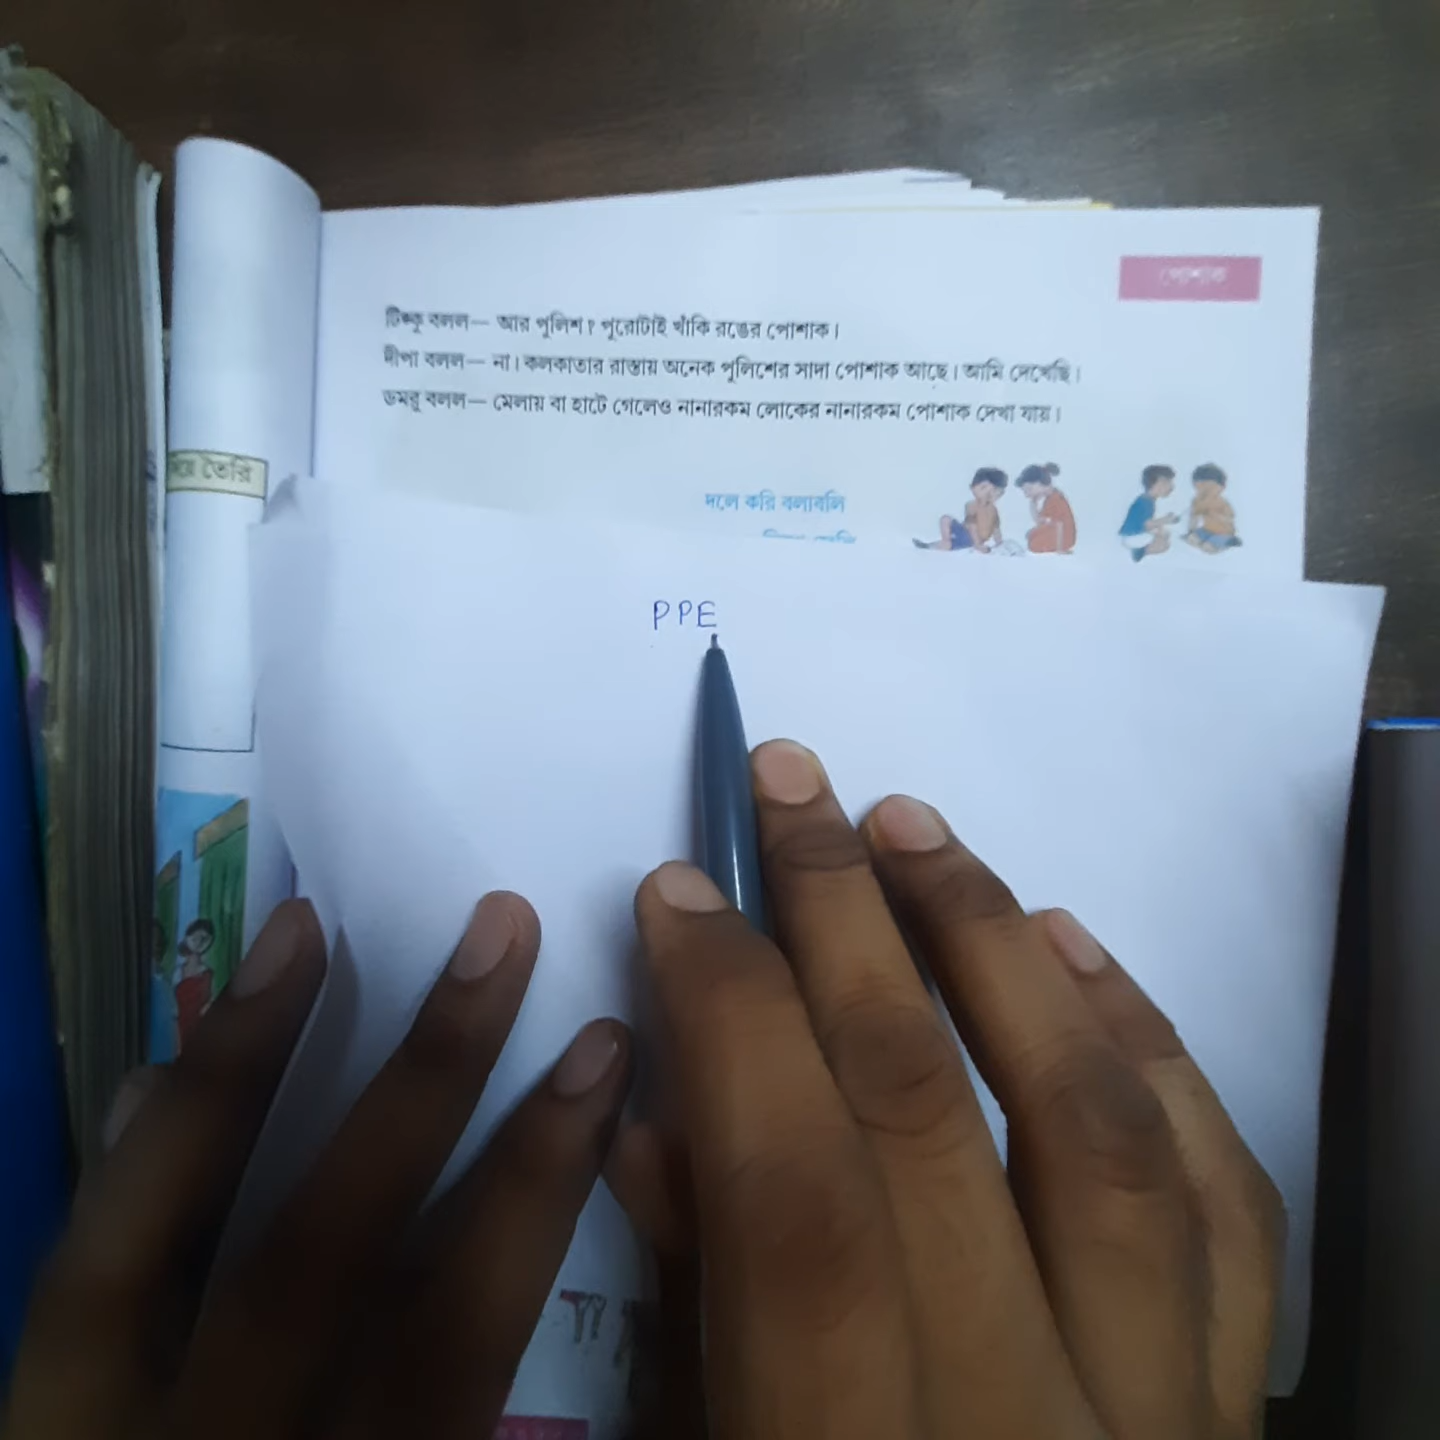 পোশাক
টিঙ্কু বলল— আর পুলিশ? পুরোটাই খাঁকি রঙের পোশাক।
দীপা বলল— না। কলকাতার রাস্তায় অনেক পুলিশের সাদা পোশাক আছে। আমি দেখেছি।
ডমরু বলল— মেলায় বা হাটে গেলেও নানারকম লোকের নানারকম পোশাক দেখা যায়।
তৈরি
দলে করি বলাবলি
PPE